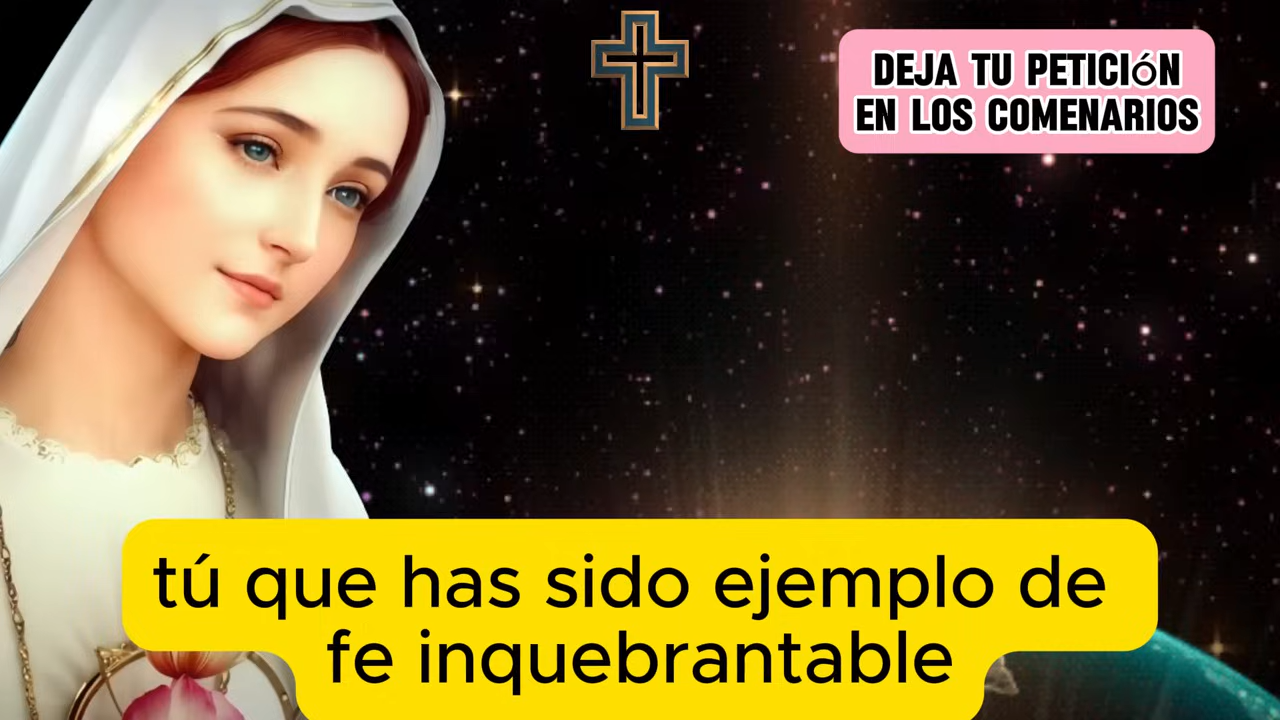 DEJA TU PETICIÓN
EN LOS COMENARIOS
tú que has sido ejemplo de
fe inquebrantable